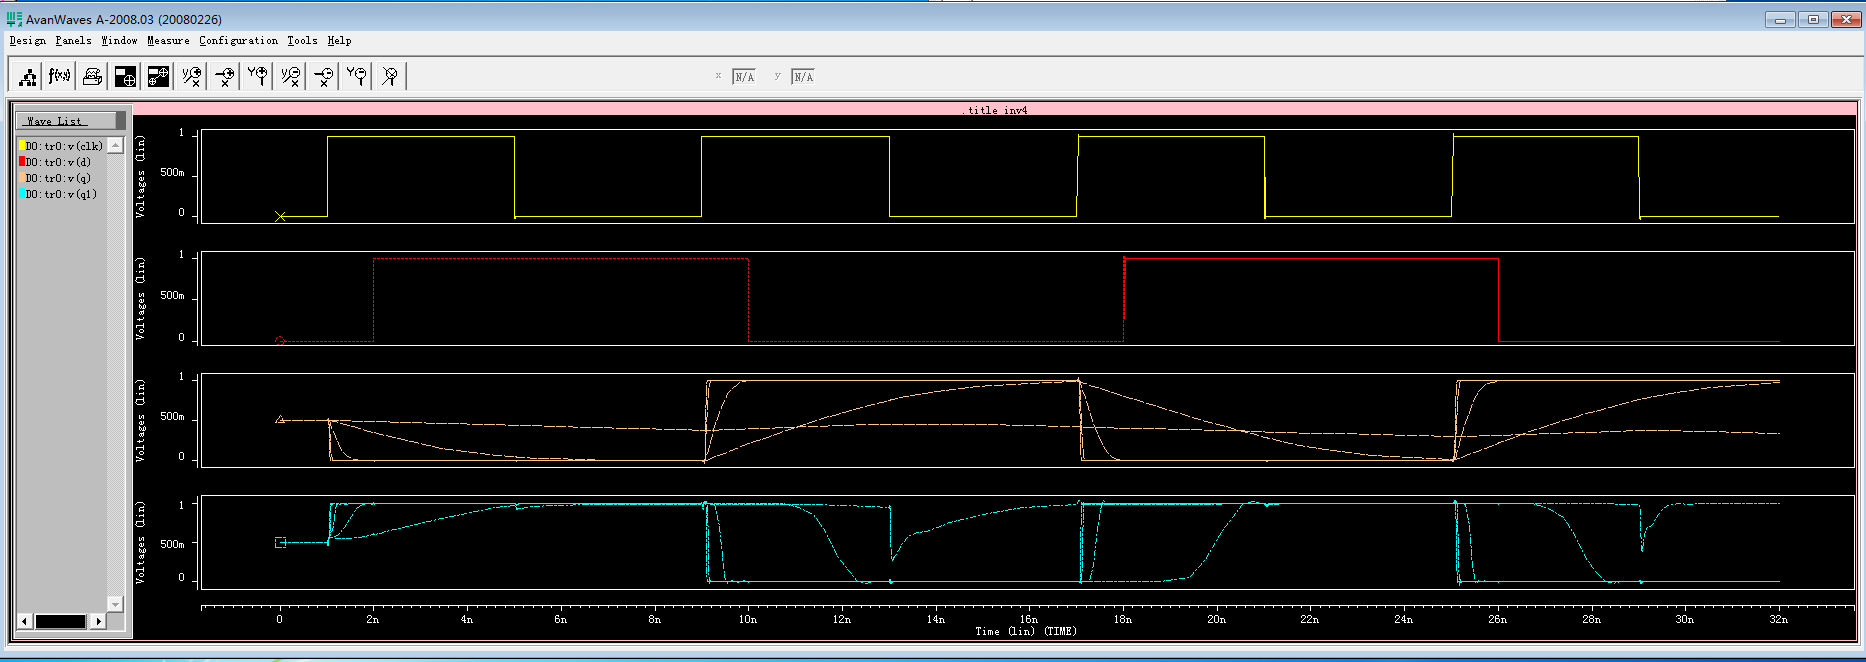 AvanWaves A-2008.03 (20080226)
Design Panels Window Measure Configuration Tools Help
f(x) x N/A y N/A
.title inv4
Wave List
D0:tr0:v(clk)
D0:tr0:v(d)
D0:tr0:v(q)
D0:tr0:v(q1)
Voltages (lin)
1
500m
0
Voltages (lin)
1
500m
0
Voltages (lin)
1
500m
0
Voltages (lin)
1
500m
0
0 2n 4n 6n 8n 10n 12n 14n 16n 18n 20n 22n 24n 26n 28n 30n 32n
Time (lin) (TIME)